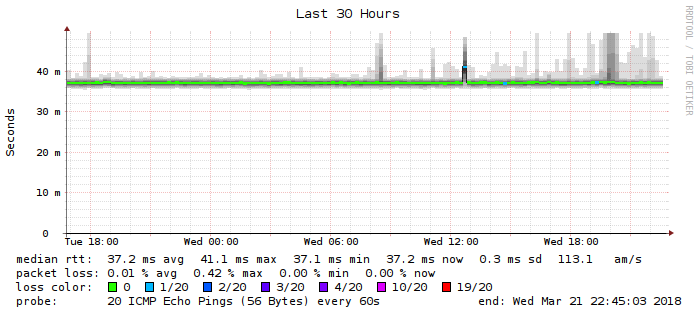 Last 30 Hours
RRDTOOL / TOBI OETIKER
Seconds
40 m
30 m
20 m
10 m
0
Tue 18:00 Wed 00:00 Wed 06:00 Wed 12:00 Wed 18:00
median rtt: 37.2 ms avg 41.1 ms max 37.1 ms min 37.2 ms now 0.3 ms sd 113.1 am/s
packet loss: 0.01 % avg 0.42 % max 0.00 % min 0.00 % now
loss color: 0 1/20 2/20 3/20 4/20 10/20 19/20
probe: 20 ICMP Echo Pings (56 Bytes) every 60s end: Wed Mar 21 22:45:03 2018